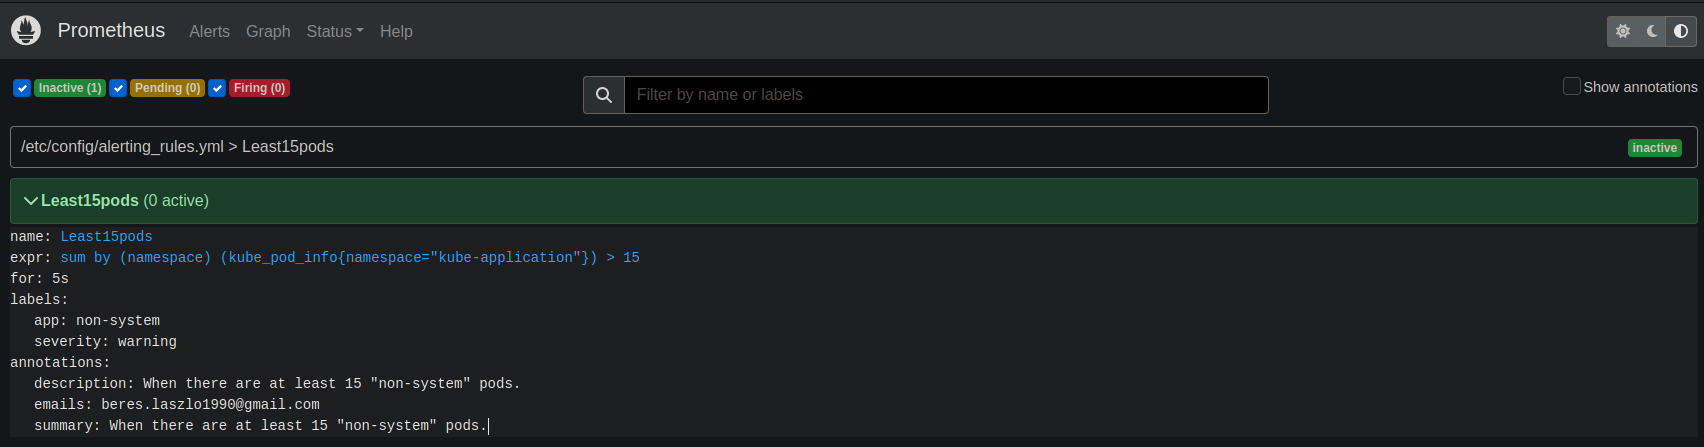 Prometheus Alerts Graph Status Help
Inactive (1) Pending (0) Firing (0) Filter by name or labels Show annotations
/etc/config/alerting_rules.yml > Least15pods inactive
Least15pods (0 active)
name: Least15pods
expr: sum by (namespace) (kube_pod_info{namespace="kube-application"}) > 15
for: 5s
labels:
app: non-system
severity: warning
annotations:
description: When there are at least 15 "non-system" pods.
emails: beres.laszlo1990@gmail.com
summary: When there are at least 15 "non-system" pods.